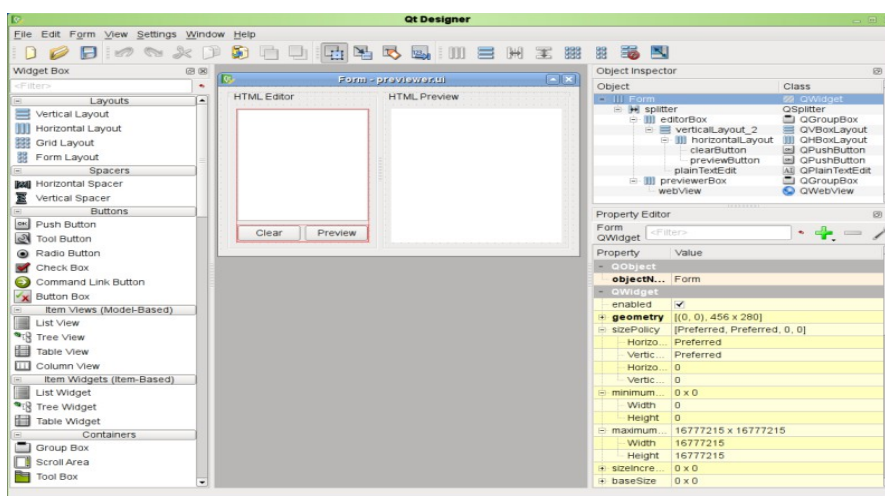 Qt Designer
File Edit Form View Settings Window Help
Widget Box
<Filter>
Layouts
Vertical Layout
Horizontal Layout
Grid Layout
Form Layout
Spacers
Horizontal Spacer
Vertical Spacer
Buttons
Push Button
Tool Button
Radio Button
Check Box
Command Link Button
Button Box
Item Views (Model-Based)
List View
Tree View
Table View
Column View
Item Widgets (Item-Based)
List Widget
Tree Widget
Table Widget
Containers
Group Box
Scroll Area
Tool Box
Form - previewer.ui
HTML Editor
HTML Preview
Clear Preview
Object Inspector
Object Class
Form QWidget
splitter QSplitter
editorBox QGroupBox
verticalLayout_2 QVBoxLayout
horizontalLayout QHBoxLayout
clearButton QPushButton
previewButton QPushButton
plainTextEdit QPlainTextEdit
previewerBox QGroupBox
webView QWebView
Property Editor
Form
QWidget
<Filter>
Property Value
QObject
objectN... Form
QWidget
enabled
geometry [(0, 0), 456 x 280]
sizePolicy [Preferred, Preferred, 0, 0]
Horizo... Preferred
Vertic... Preferred
Horizo... 0
Vertic... 0
minimum... 0 x 0
Width 0
Height 0
maximum... 16777215 x 16777215
Width 16777215
Height 16777215
sizeIncre... 0 x 0
baseSize 0 x 0